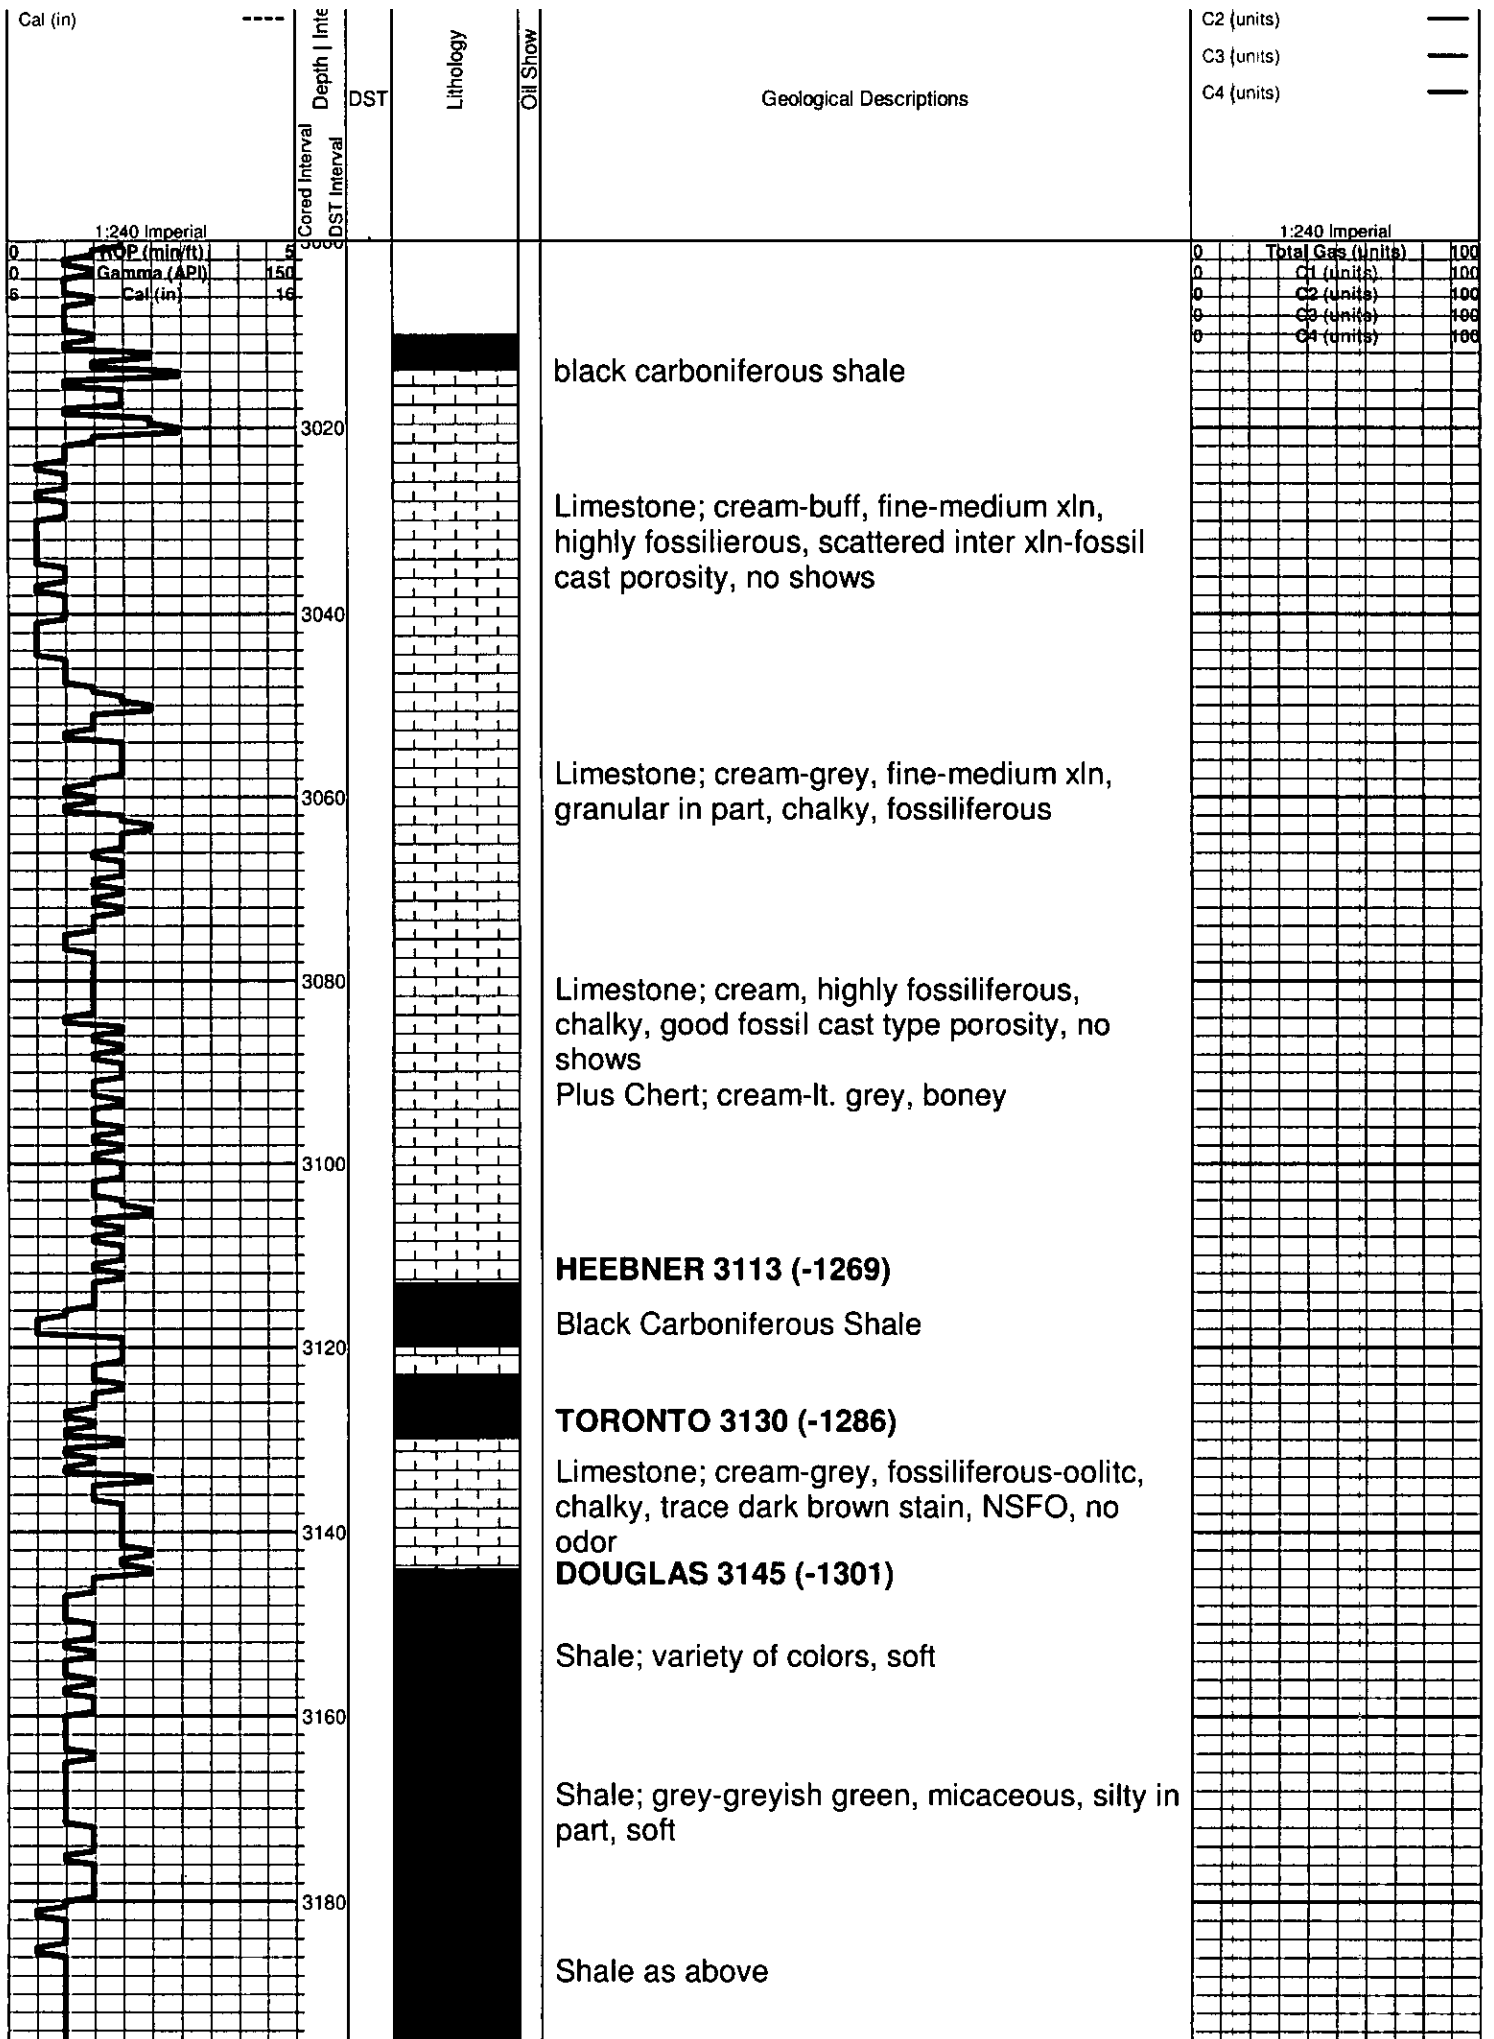 Cal (in)
Cored Interval
DST Interval
DST
Lithology
Oil Show
Geological Descriptions
C2 (units)
C3 (units)
C4 (units)
1:240 Imperial
1:240 Imperial
0 ROP (min/ft) 5
0 Gamma (API) 150
6 Cal (in) 16
0 Total Gas (units) 100
0 C1 (units) 100
0 C2 (units) 100
0 C3 (units) 100
0 C4 (units) 100
black carboniferous shale
3020
Limestone; cream-buff, fine-medium xln,
highly fossilierous, scattered inter xln-fossil
cast porosity, no shows
3040
Limestone; cream-grey, fine-medium xln,
granular in part, chalky, fossiliferous
3060
3080
Limestone; cream, highly fossiliferous,
chalky, good fossil cast type porosity, no
shows
Plus Chert; cream-lt. grey, boney
3100
HEEBNER 3113 (-1269)
Black Carboniferous Shale
3120
TORONTO 3130 (-1286)
Limestone; cream-grey, fossiliferous-oolitc,
chalky, trace dark brown stain, NSFO, no
odor
3140
DOUGLAS 3145 (-1301)
Shale; variety of colors, soft
3160
Shale; grey-greyish green, micaceous, silty in
part, soft
3180
Shale as above